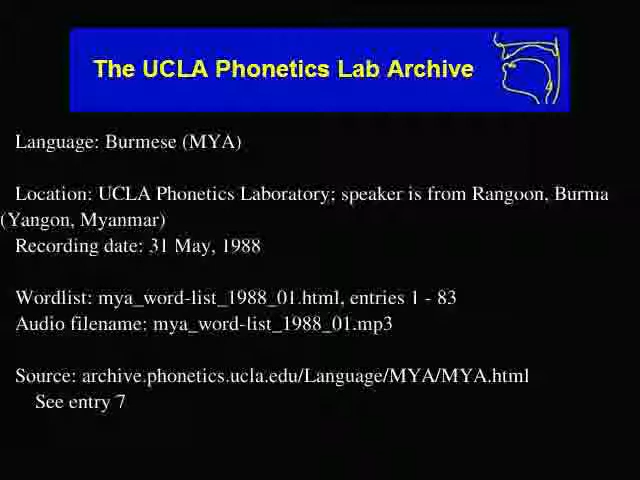 The UCLA Phonetics Lab Archive
Language: Burmese (MYA)
Location: UCLA Phonetics Laboratory; speaker is from Rangoon, Burma
(Yangon, Myanmar)
Recording date: 31 May, 1988
Wordlist: mya_word-list_1988_01.html, entries 1 - 83
Audio filename: mya_word-list_1988_01.mp3
Source: archive.phonetics.ucla.edu/Language/MYA/MYA.html
See entry 7